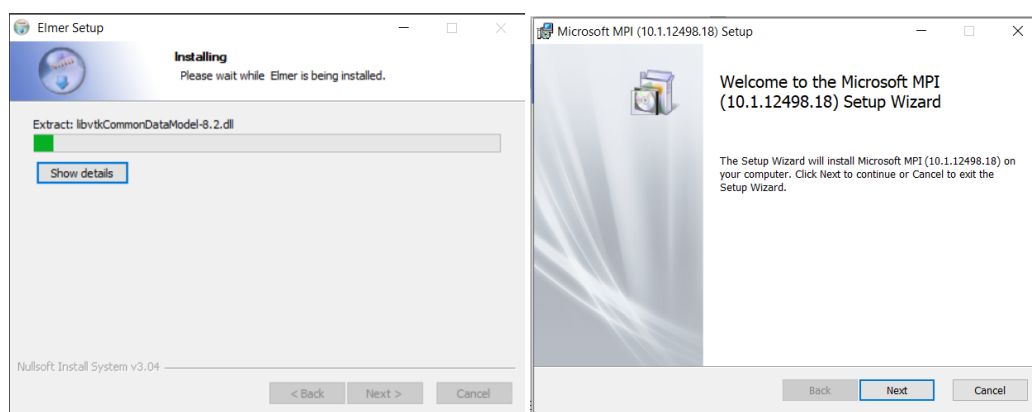 Elmer Setup
Installing
Please wait while Elmer is being installed.
Extract: libvtkCommonDataModel-8.2.dll
Show details
Nullsoft Install System v3.04
< Back Next > Cancel
Microsoft MPI (10.1.12498.18) Setup
Welcome to the Microsoft MPI
(10.1.12498.18) Setup Wizard
The Setup Wizard will install Microsoft MPI (10.1.12498.18) on
your computer. Click Next to continue or Cancel to exit the
Setup Wizard.
Back Next Cancel